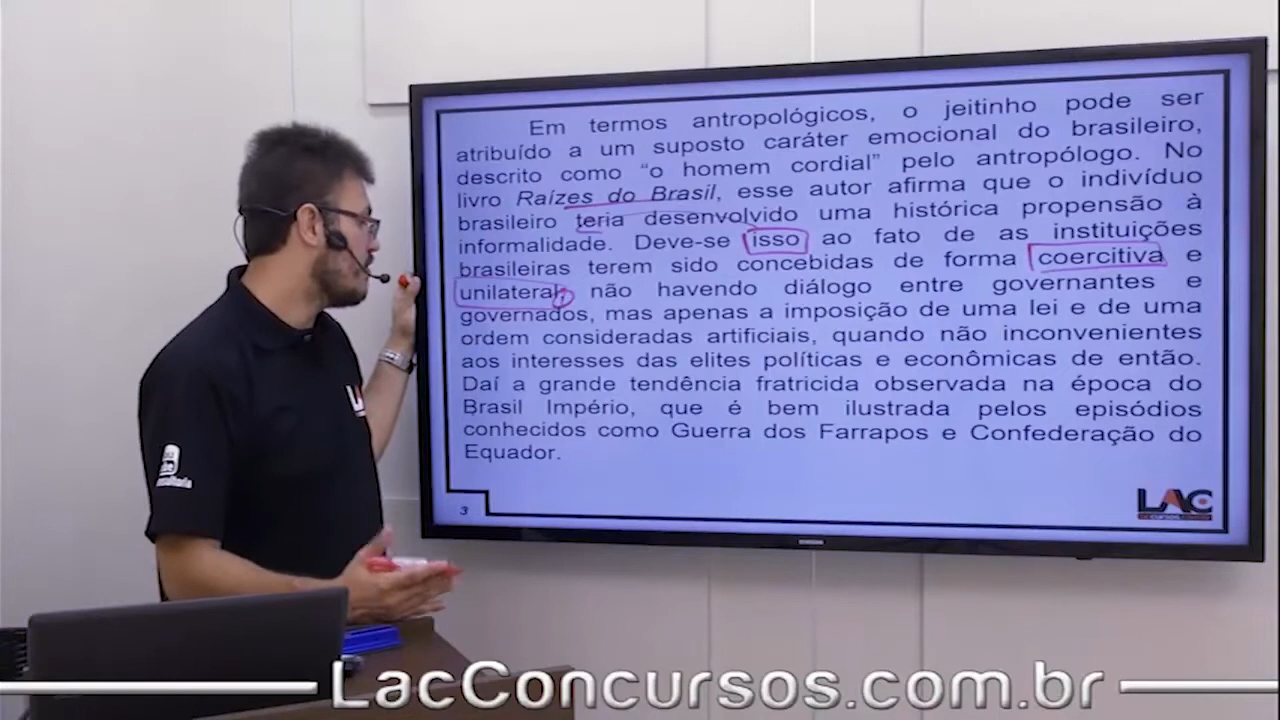 Em termos antropológicos, o jeitinho pode ser
atribuído a um suposto caráter emocional do brasileiro,
descrito como “o homem cordial” pelo antropólogo. No
livro Raízes do Brasil, esse autor afirma que o indivíduo
brasileiro teria desenvolvido uma histórica propensão à
informalidade. Deve-se isso ao fato de as instituições
brasileiras terem sido concebidas de forma coercitiva e
unilateral, não havendo diálogo entre governantes e
governados, mas apenas a imposição de uma lei e de uma
ordem consideradas artificiais, quando não inconvenientes
aos interesses das elites políticas e econômicas de então.
Daí a grande tendência fratricida observada na época do
Brasil Império, que é bem ilustrada pelos episódios
conhecidos como Guerra dos Farrapos e Confederação do
Equador.
3
LAC
LacConcursos.com.br